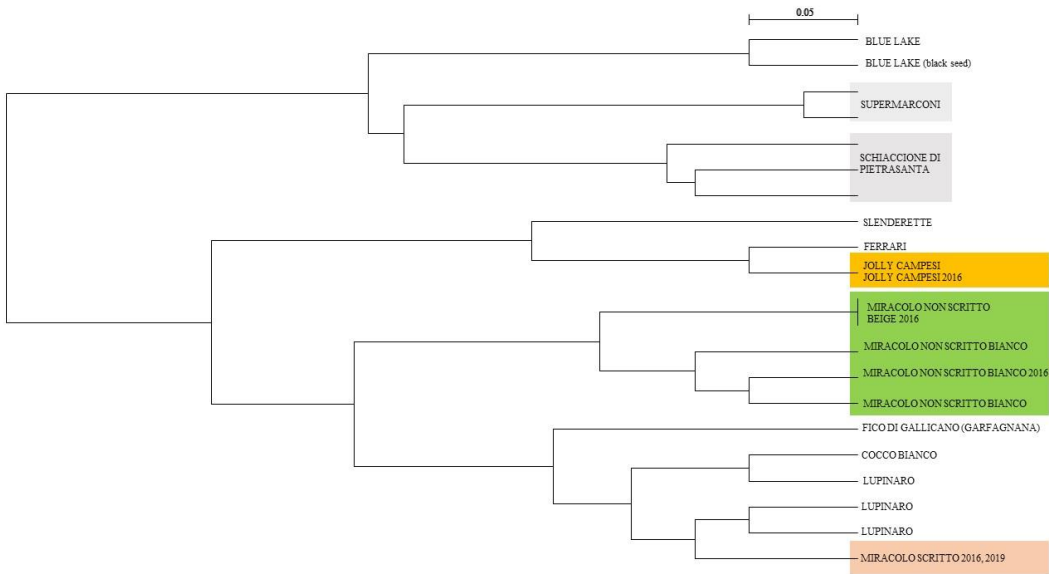 0.05
BLUE LAKE
BLUE LAKE (black seed)
SUPERMARCONI
SCHIACCIONE DI
PIETRASANTA
SLENDERETTE
FERRARI
JOLLY CAMPESI
JOLLY CAMPESI 2016
MIRACOLO NON SCRITTO
BEIGE 2016
MIRACOLO NON SCRITTO BIANCO
MIRACOLO NON SCRITTO BIANCO 2016
MIRACOLO NON SCRITTO BIANCO
FICO DI GALLICANO (GARFAGNANA)
COCCO BIANCO
LUPINARO
LUPINARO
LUPINARO
MIRACOLO SCRITTO 2016, 2019